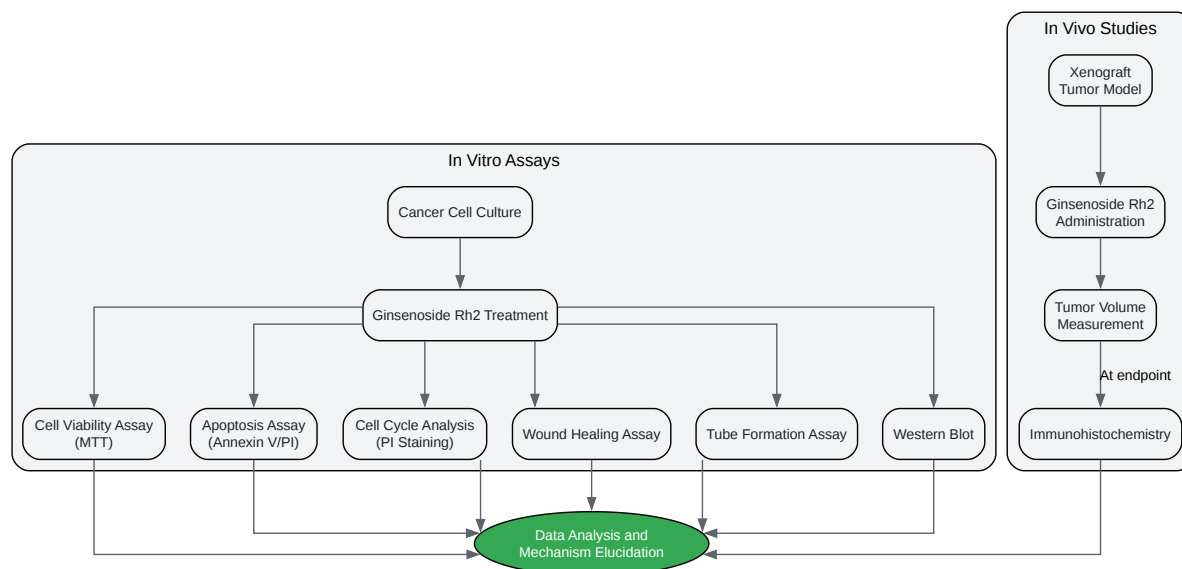 In Vivo Studies
Xenograft
Tumor Model
Ginsenoside Rh2
Administration
Tumor Volume
Measurement
At endpoint
Immunohistochemistry
In Vitro Assays
Cancer Cell Culture
Ginsenoside Rh2 Treatment
Cell Viability Assay
(MTT)
Apoptosis Assay
(Annexin V/PI)
Cell Cycle Analysis
(PI Staining)
Wound Healing Assay
Tube Formation Assay
Western Blot
Data Analysis and
Mechanism Elucidation